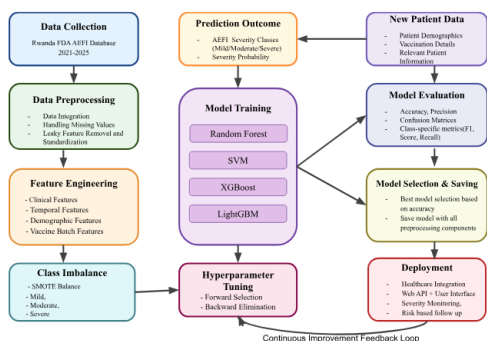 Data Collection
Rwanda FDA AEFI Database
2021-2025
Data Preprocessing
- Data Integration
- Handling Missing Values
- Leaky Feature Removal and
Standardization
Feature Engineering
- Clinical Features
- Temporal Features
- Demographic Features
- Vaccine Batch Features
Class Imbalance
- SMOTE Balance
- Mild,
- Moderate,
- Severe
Prediction Outcome
- AEFI Severity Classes
(Mild/Moderate/Severe)
- Severity Probability
Model Training
Random Forest
SVM
XGBoost
LightGBM
Hyperparameter
Tuning
- Forward Selection
- Backward Elimination
New Patient Data
- Patient Demographics
- Vaccination Details
- Relevant Patient
Information
Model Evaluation
- Accuracy, Precision
- Confusion Matrices
- Class-specific metrics(F1,
Score, Recall)
Model Selection & Saving
- Best model selection based
on accuracy
- Save model with all
preprocessing components
Deployment
- Healthcare Integration
- Web API + User Interface
- Severity Monitoring,
- Risk based follow up
Continuous Improvement Feedback Loop